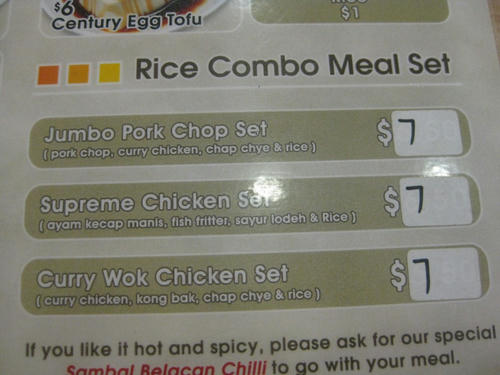 $6
Century Egg Tofu
$1
Rice Combo Meal Set
Jumbo Pork Chop Set
$7
( pork chop, curry chicken, chap chye & rice )
Supreme Chicken Set
$7
( ayam kecap manis, fish fritter, sayur lodeh & Rice )
Curry Wok Chicken Set
$7
( curry chicken, kong bak, chap chye & rice )
If you like it hot and spicy, please ask for our special
Sambal Belacan Chilli to go with your meal.